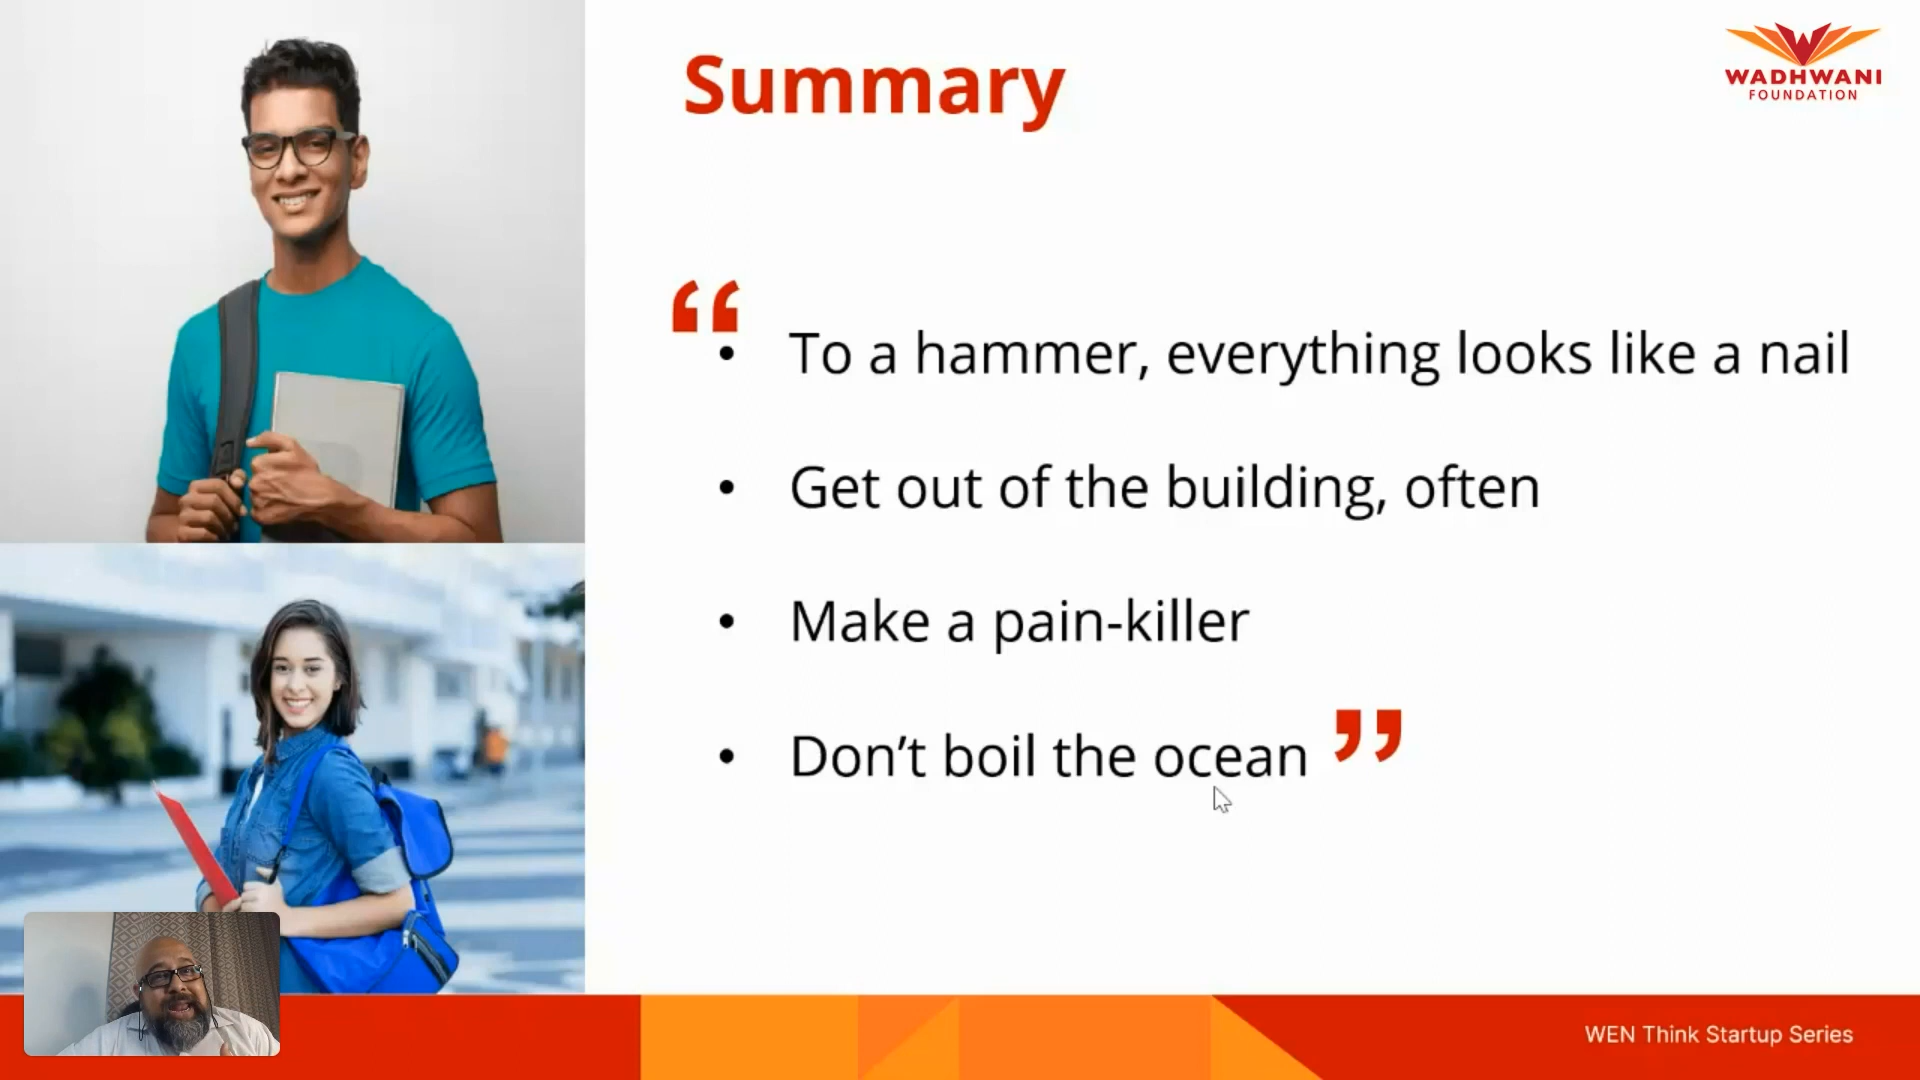 Summary
WADHWANI
FOUNDATION
“
• To a hammer, everything looks like a nail
• Get out of the building, often
• Make a pain-killer
• Don’t boil the ocean ”
WEN Think Startup Series